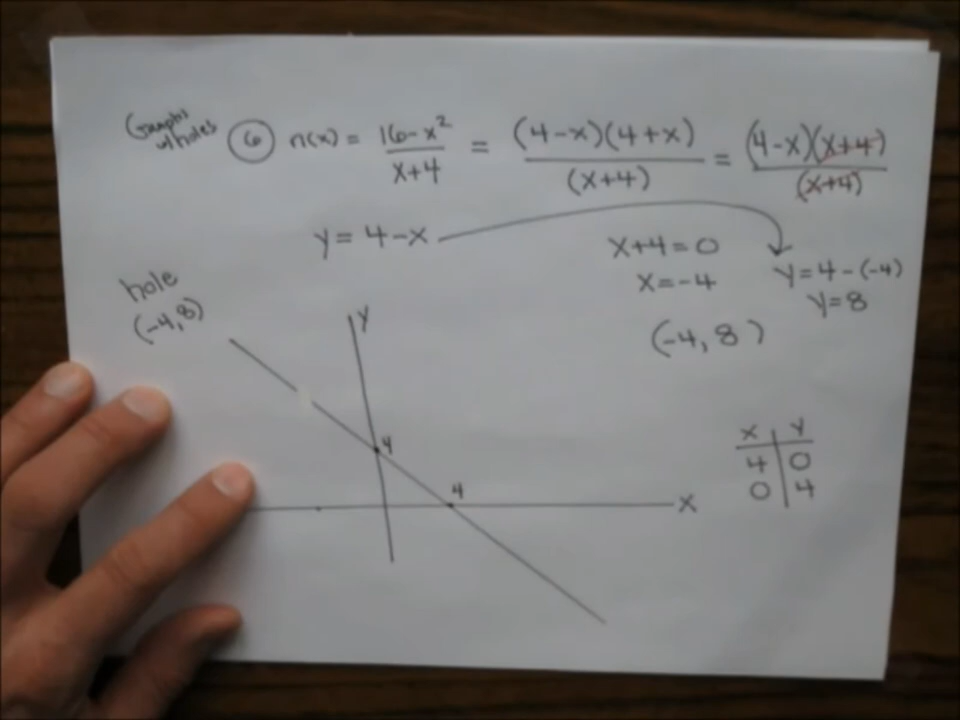 Graphs
w/holes
6 n(x) = 16-x²/x+4 = (4-x)(4+x)/(x+4) = (4-x)(x+4)/(x+4)
y = 4-x
x+4=0
x=-4
y=4-(-4)
y=8
(-4, 8)
hole
(-4,8)
y
4
4
x
x y
4 0
0 4